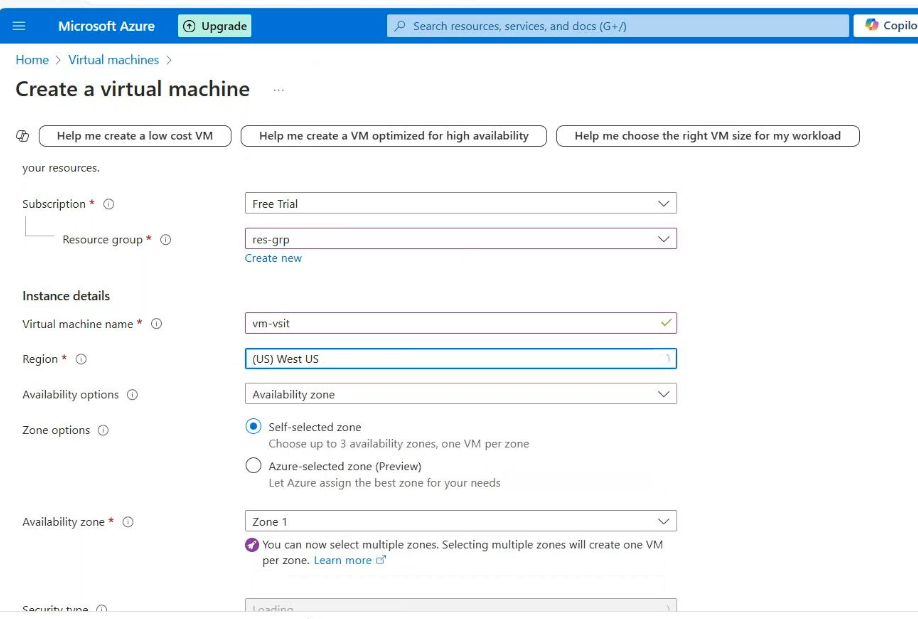 Microsoft Azure
Upgrade
Search resources, services, and docs (G+/)
Home > Virtual machines >
Create a virtual machine ...
Help me create a low cost VM
Help me create a VM optimized for high availability
Help me choose the right VM size for my workload
your resources.
Subscription *
Free Trial
Resource group *
res-grp
Create new
Instance details
Virtual machine name *
vm-vsit
Region *
(US) West US
Availability options
Availability zone
Zone options
Self-selected zone
Choose up to 3 availability zones, one VM per zone
Azure-selected zone (Preview)
Let Azure assign the best zone for your needs
Availability zone *
Zone 1
You can now select multiple zones. Selecting multiple zones will create one VM
per zone. Learn more
Security type
Loading